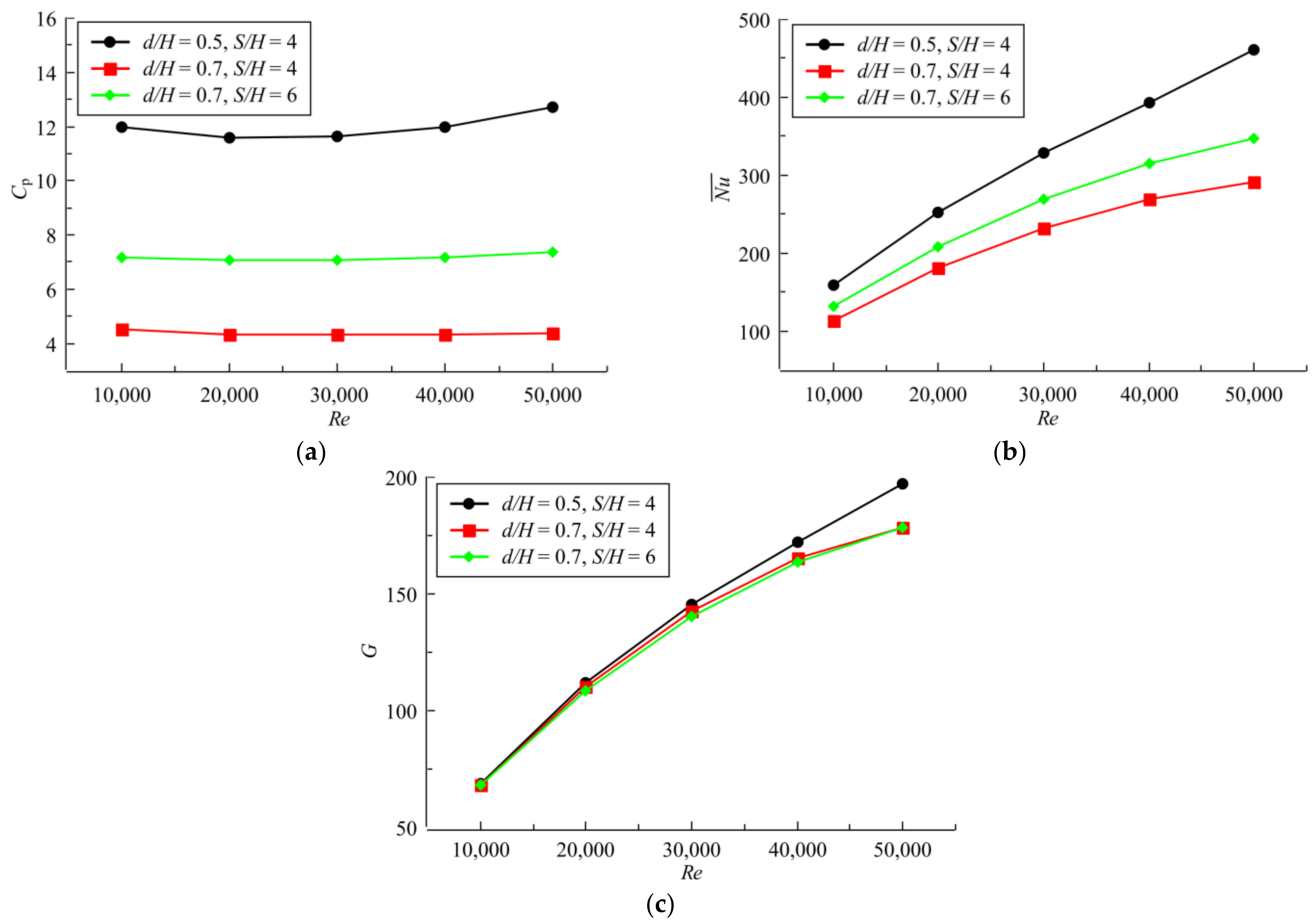 16
14
12
10
8
6
4
Cp
d/H = 0.5, S/H = 4
d/H = 0.7, S/H = 4
d/H = 0.7, S/H = 6
10,000 20,000 30,000 40,000 50,000
Re
(a)
500
400
300
200
100
N̅u̅
d/H = 0.5, S/H = 4
d/H = 0.7, S/H = 4
d/H = 0.7, S/H = 6
10,000 20,000 30,000 40,000 50,000
Re
(b)
200
150
100
50
G
d/H = 0.5, S/H = 4
d/H = 0.7, S/H = 4
d/H = 0.7, S/H = 6
10,000 20,000 30,000 40,000 50,000
Re
(c)